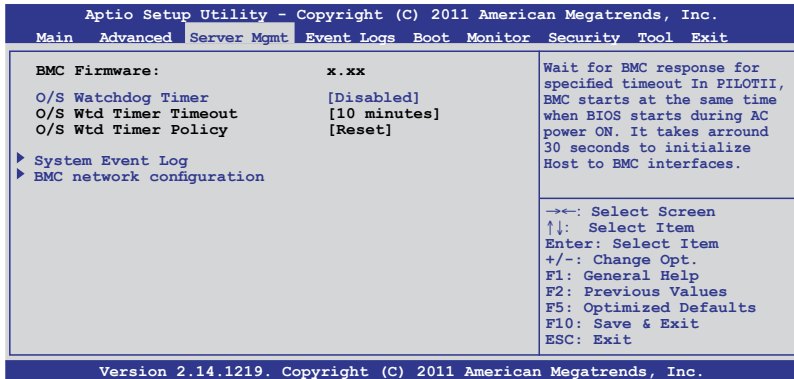 Aptio Setup Utility - Copyright (C) 2011 American Megatrends, Inc.
Main Advanced Server Mgmt Event Logs Boot Monitor Security Tool Exit
BMC Firmware: x.xx
O/S Watchdog Timer [Disabled]
O/S Wtd Timer Timeout [10 minutes]
O/S Wtd Timer Policy [Reset]
System Event Log
BMC network configuration
Wait for BMC response for
specified timeout In PILOTII,
BMC starts at the same time
when BIOS starts during AC
power ON. It takes arround
30 seconds to initialize
Host to BMC interfaces.
→←: Select Screen
↑↓: Select Item
Enter: Select Item
+/-: Change Opt.
F1: General Help
F2: Previous Values
F5: Optimized Defaults
F10: Save & Exit
ESC: Exit
Version 2.14.1219. Copyright (C) 2011 American Megatrends, Inc.